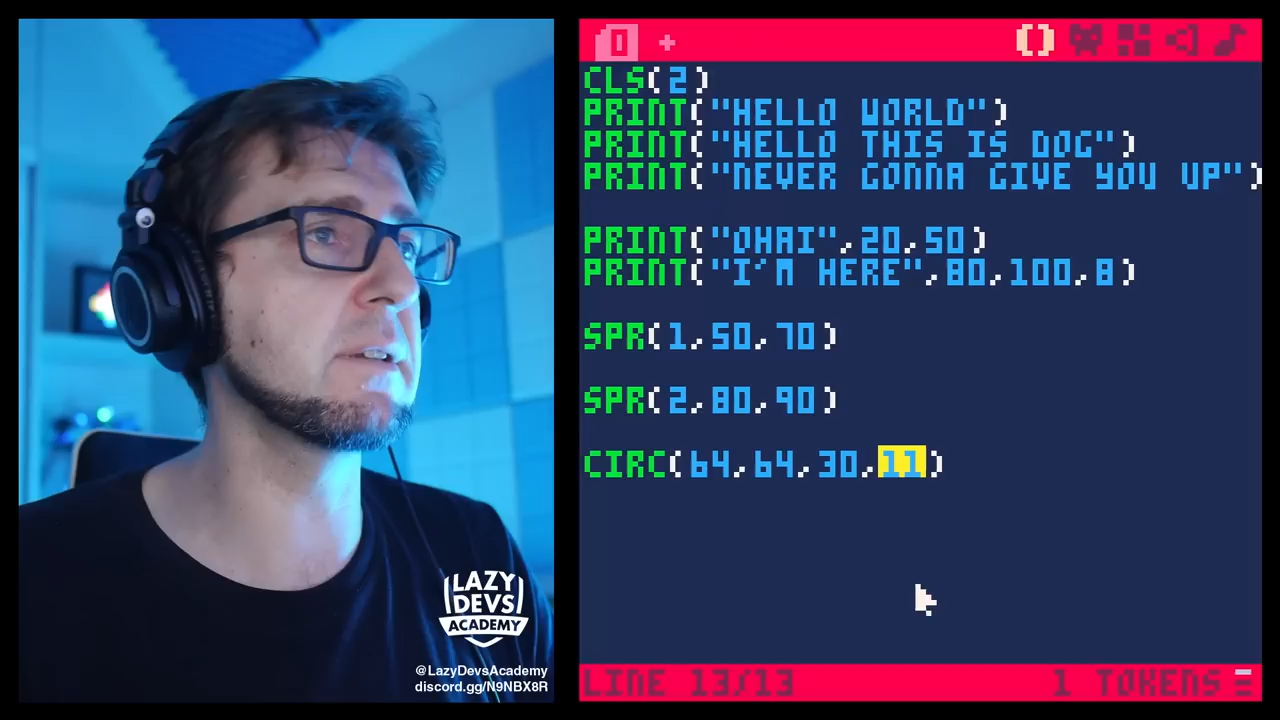 LAZY
DEVS
ACADEMY
@LazyDevsAcademy
discord.gg/N9NBX8R
0 +
CLS(2)
PRINT("HELLO WORLD")
PRINT("HELLO THIS IS DOG")
PRINT("NEVER GONNA GIVE YOU UP")
PRINT("OHAI",20,50)
PRINT("I'M HERE",80,100,8)
SPR(1,50,70)
SPR(2,80,90)
CIRC(64,64,30,11)
LINE 13/13
1 TOKENS